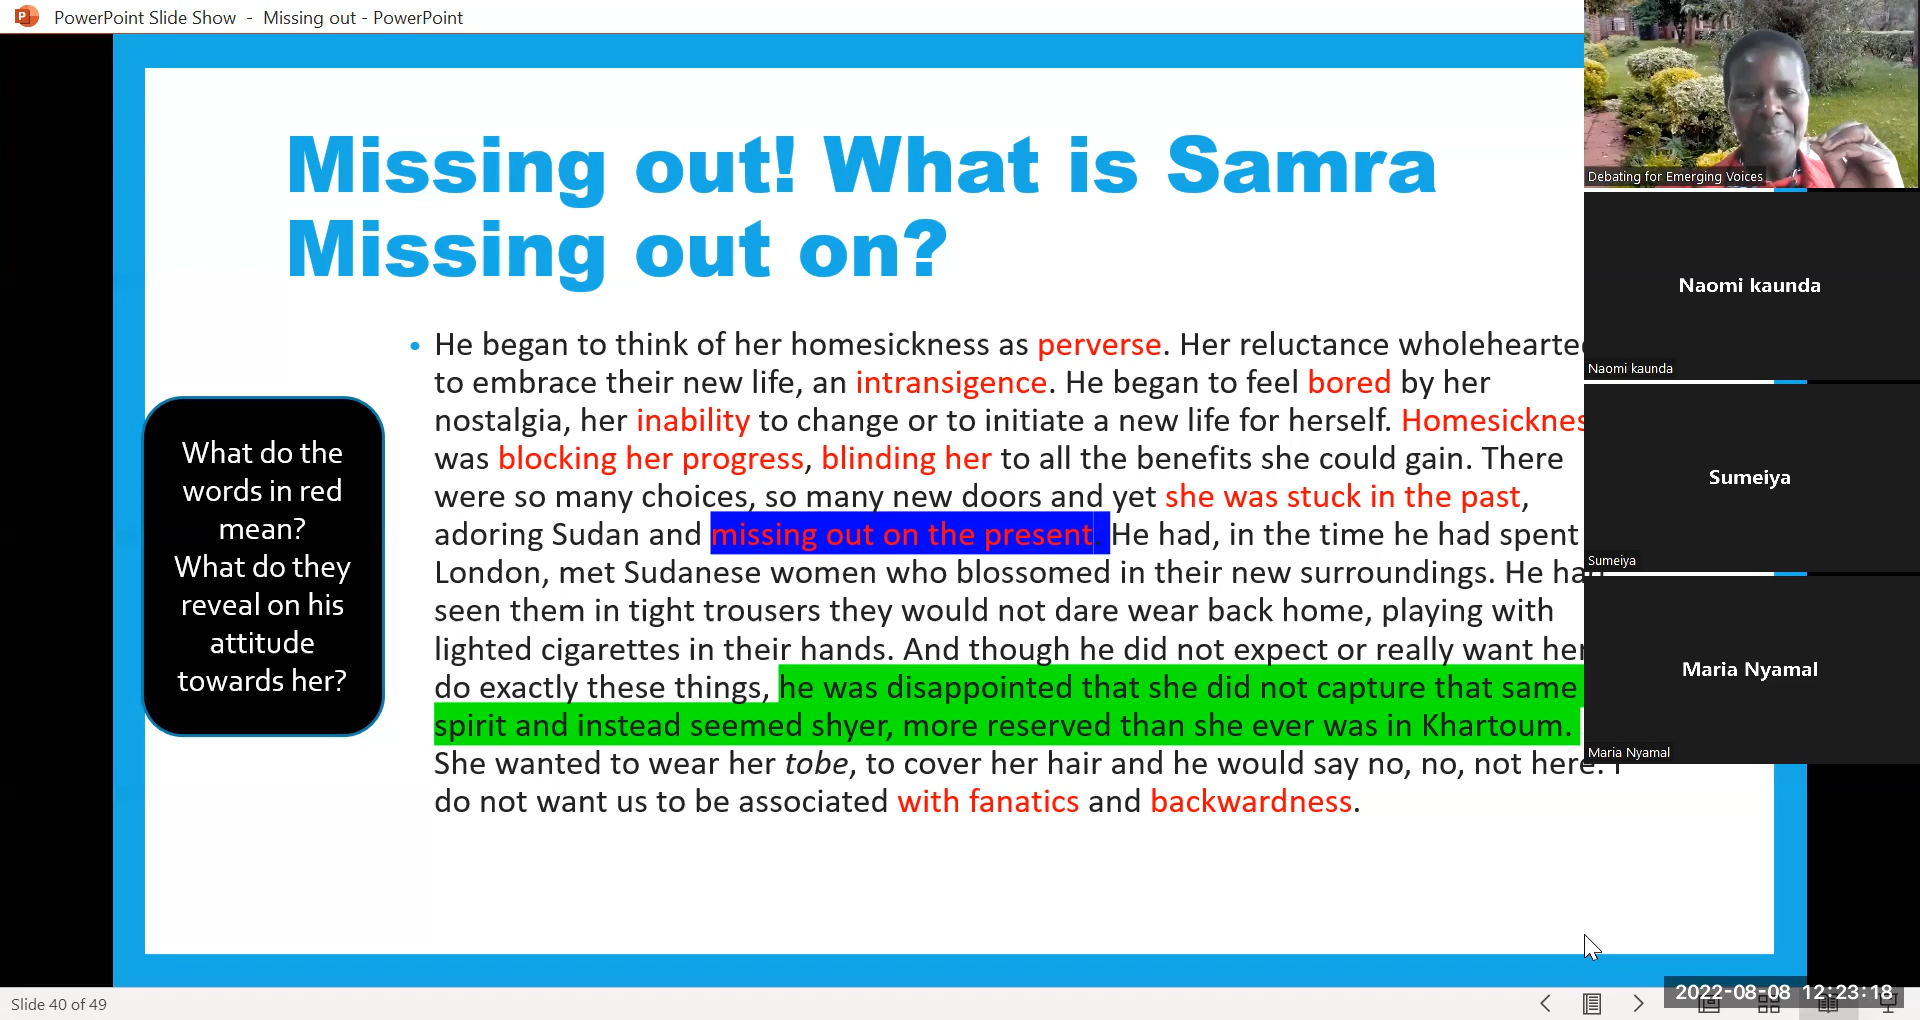 PowerPoint Slide Show - Missing out - PowerPoint
Missing out! What is Samra
Missing out on?
What do the
words in red
mean?
What do they
reveal on his
attitude
towards her?
• He began to think of her homesickness as perverse. Her reluctance
to embrace their new life, an intransigence. He began to feel bored by her
nostalgia, her inability to change or to initiate a new life for herself.
was blocking her progress, blinding her to all the benefits she could gain. There
were so many choices, so many new doors and yet she was stuck in the past,
adoring Sudan and missing out on the present. He had, in the time he had spent
London, met Sudanese women who blossomed in their new surroundings. He
seen them in tight trousers they would not dare wear back home, playing with
lighted cigarettes in their hands. And though he did not expect or really want her
do exactly these things, he was disappointed that she did not capture that same
spirit and instead seemed shyer, more reserved than she ever was in Khartoum.
She wanted to wear her tobe, to cover her hair and he would say no, no, not here. I
do not want us to be associated with fanatics and backwardness.
Debating for Emerging Voices
Naomi kaunda
Naomi kaunda
Sumeiya
Sumeiya
Maria Nyamal
Maria Nyamal
Slide 40 of 49
2022-08-08 12:23:18